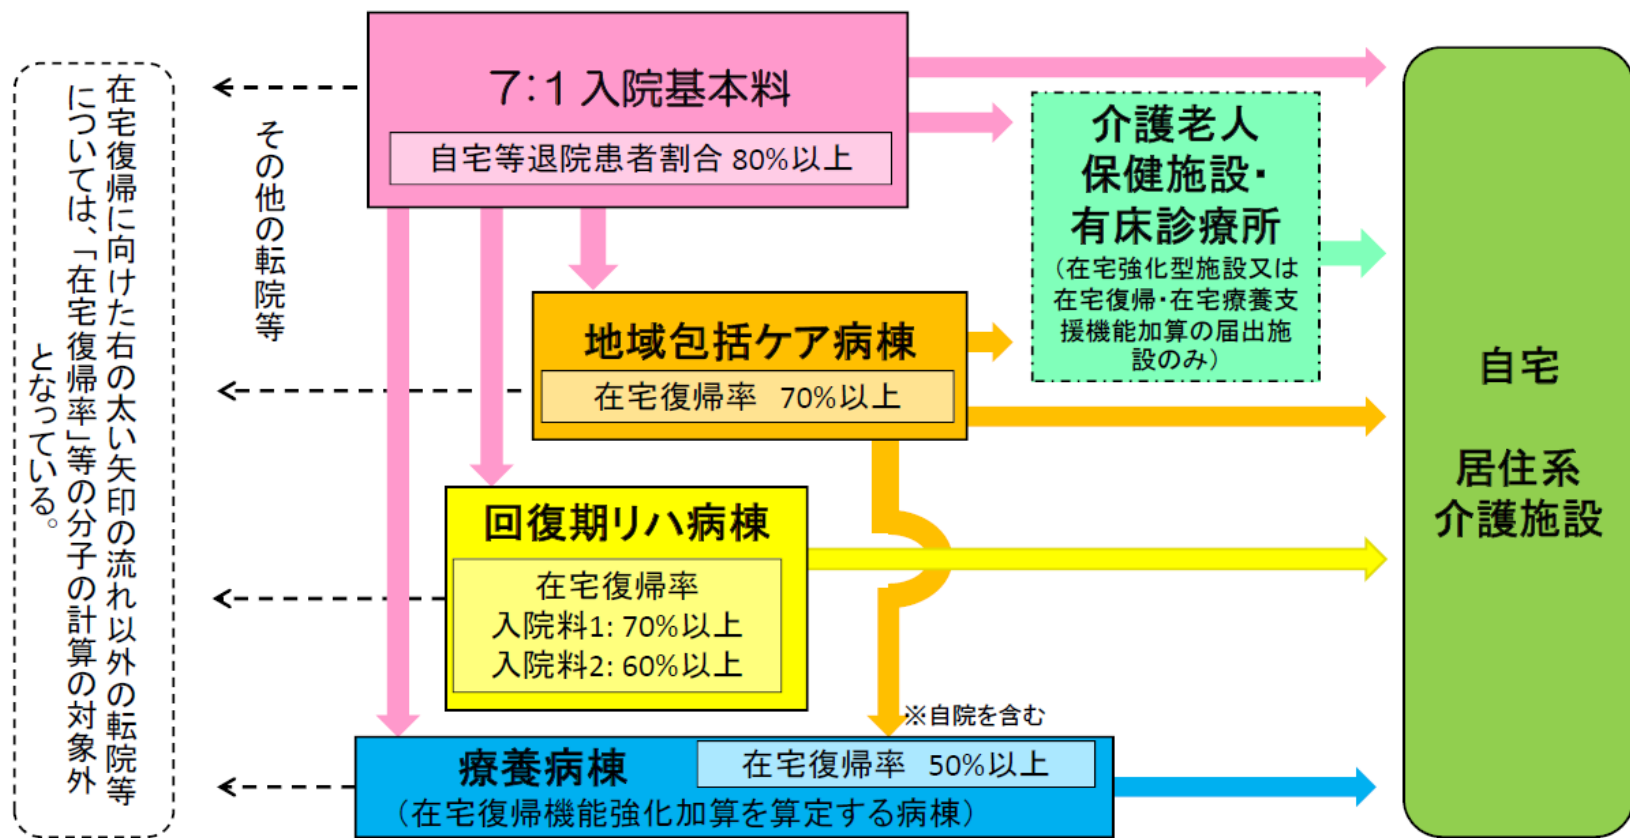 7:1 入院基本料
自宅等退院患者割合 80%以上
介護老人
保健施設・
有床診療所
(在宅強化型施設又は
在宅復帰・在宅療養支
援機能加算の届出施
設のみ)
地域包括ケア病棟
在宅復帰率 70%以上
回復期リハ病棟
在宅復帰率
入院料1: 70%以上
入院料2: 60%以上
※自院を含む
療養病棟
在宅復帰率 50%以上
(在宅復帰機能強化加算を算定する病棟)
自宅
居住系
介護施設
その他の転院等
在宅復帰に向けた右の太い矢印の流れ以外の転院等
については、「在宅復帰率」等の分子の計算の対象外
となっている。